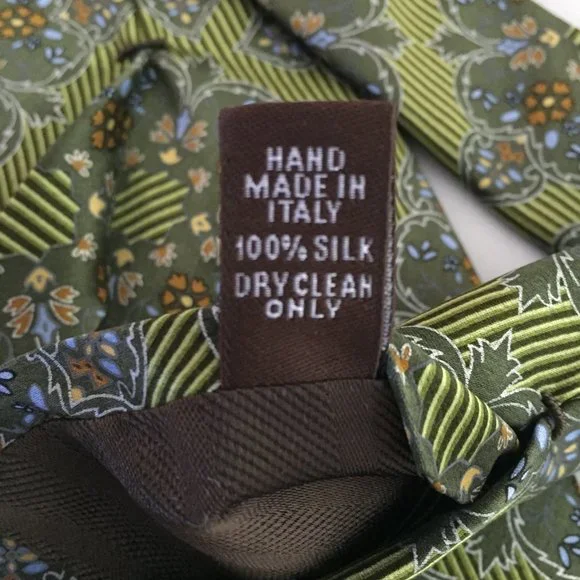 HAND
MADE IN
ITALY
100% SILK
DRY CLEAN
ONLY